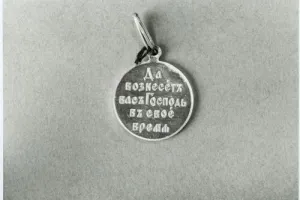 Да
вознесетъ
васъ Господь
въ свое
время